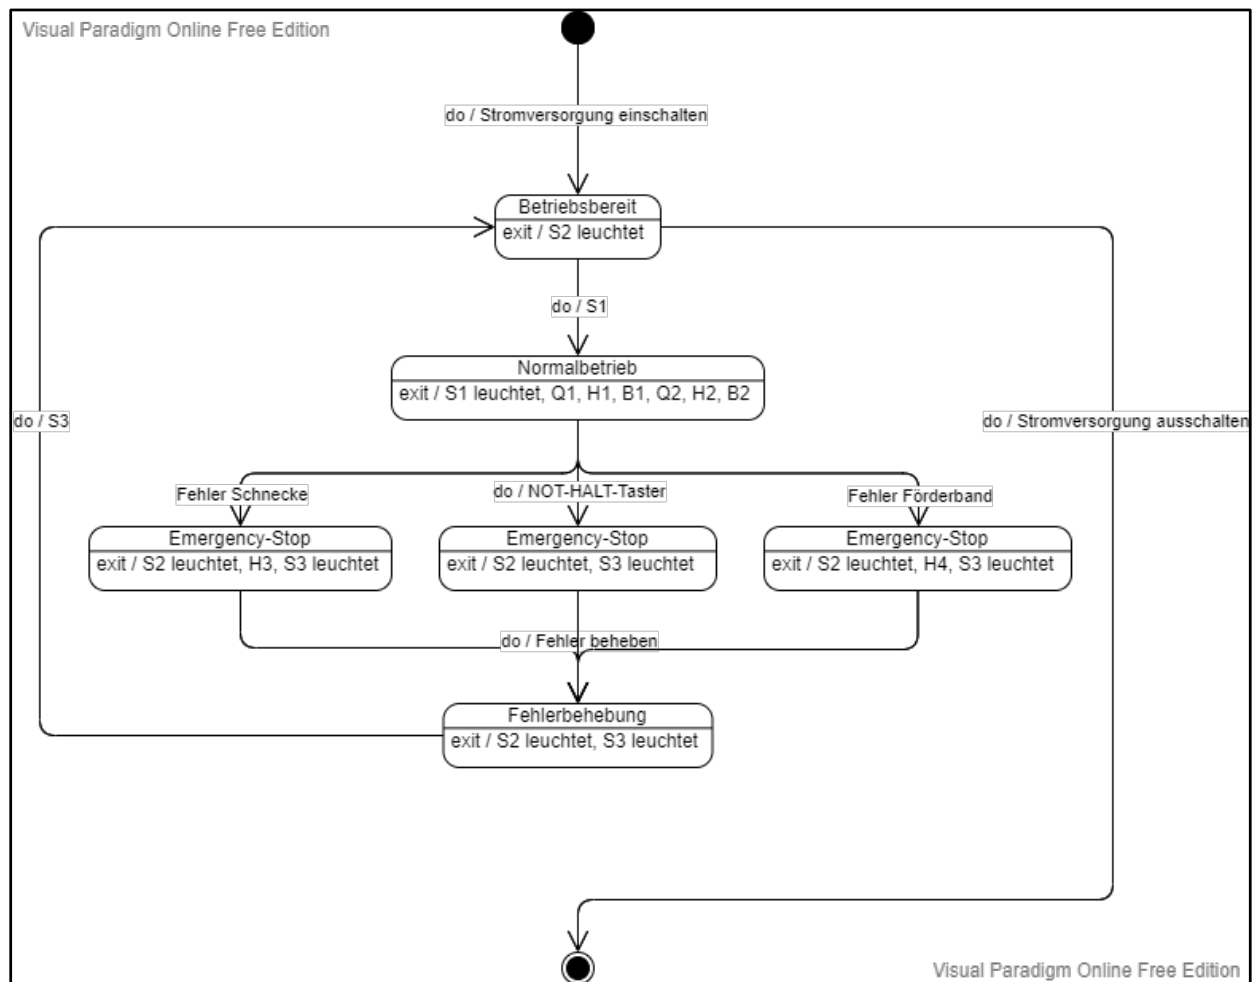 Visual Paradigm Online Free Edition
do / Stromversorgung einschalten
Betriebsbereit
exit / S2 leuchtet
do / S1
Normalbetrieb
exit / S1 leuchtet, Q1, H1, B1, Q2, H2, B2
do / S3
do / Stromversorgung ausschalten
Fehler Schnecke
do / NOT-HALT-Taster
Fehler Förderband
Emergency-Stop
exit / S2 leuchtet, H3, S3 leuchtet
Emergency-Stop
exit / S2 leuchtet, S3 leuchtet
Emergency-Stop
exit / S2 leuchtet, H4, S3 leuchtet
do / Fehler beheben
Fehlerbehebung
exit / S2 leuchtet, S3 leuchtet
Visual Paradigm Online Free Edition